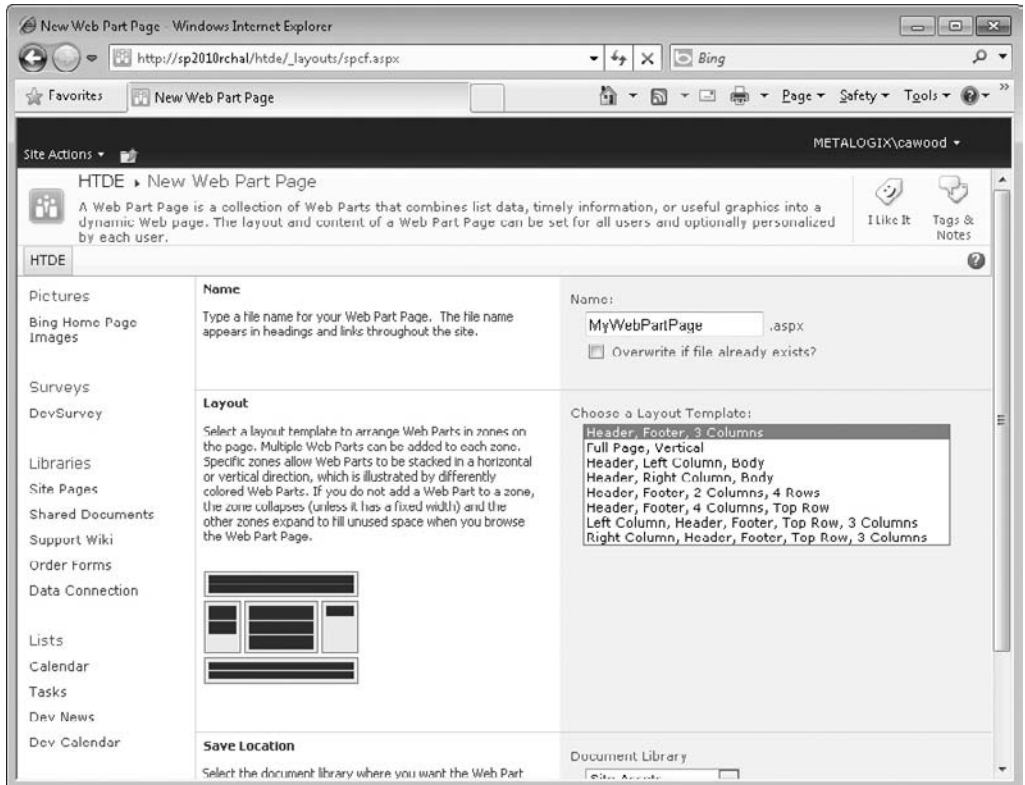 New Web Part Page - Windows Internet Explorer
http://sp2010rchal/htde/_layouts/spcf.aspx
Bing
Favorites
New Web Part Page
Page
Safety
Tools
»
Site Actions
METALOGIX\cawood
HTDE ▸ New Web Part Page
A Web Part Page is a collection of Web Parts that combines list data, timely information, or useful graphics into a
dynamic Web page. The layout and content of a Web Part Page can be set for all users and optionally personalized
by each user.
I Like It
Tags &
Notes
HTDE
Pictures
Bing Home Page
Images
Surveys
DevSurvey
Libraries
Site Pages
Shared Documents
Support Wiki
Order Forms
Data Connection
Lists
Calendar
Tasks
Dev News
Dev Calendar
Name
Type a file name for your Web Part Page. The file name
appears in headings and links throughout the site.
Name:
MyWebPartPage .aspx
Overwrite if file already exists?
Layout
Select a layout template to arrange Web Parts in zones on
the page. Multiple Web Parts can be added to each zone.
Specific zones allow Web Parts to be stacked in a horizontal
or vertical direction, which is illustrated by differently
colored Web Parts. If you do not add a Web Part to a zone,
the zone collapses (unless it has a fixed width) and the
other zones expand to fill unused space when you browse
the Web Part Page.
Choose a Layout Template:
Header, Footer, 3 Columns
Full Page, Vertical
Header, Left Column, Body
Header, Right Column, Body
Header, Footer, 2 Columns, 4 Rows
Header, Footer, 4 Columns, Top Row
Left Column, Header, Footer, Top Row, 3 Columns
Right Column, Header, Footer, Top Row, 3 Columns
Save Location
Select the document library where you want the Web Part
Document Library
Site Assets